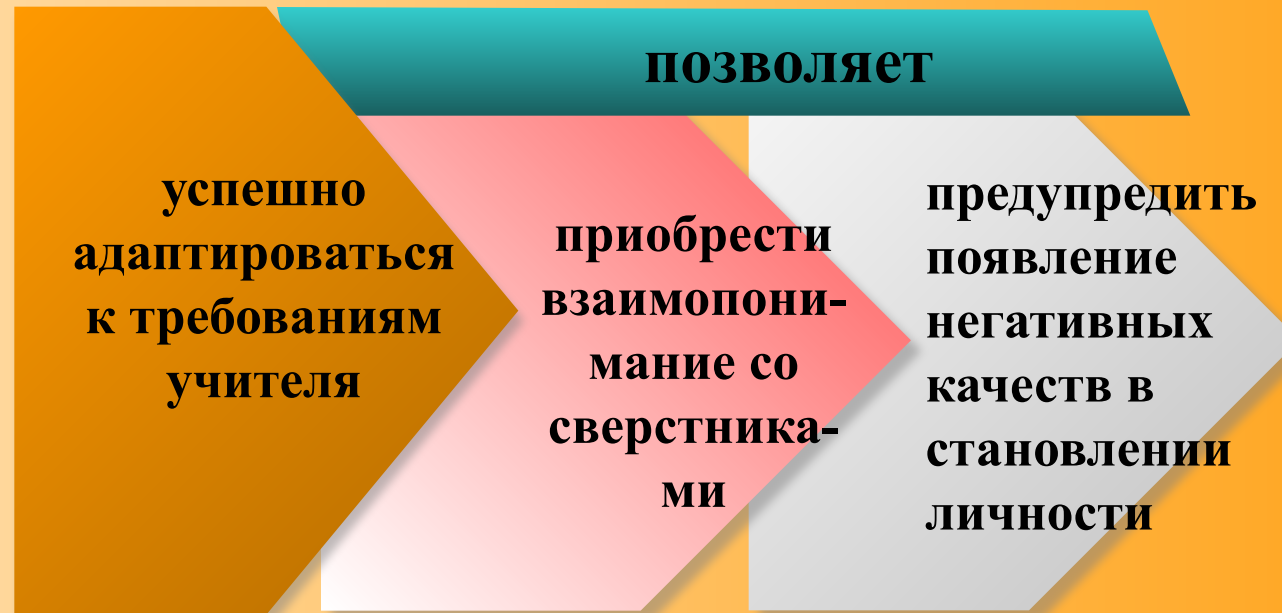 позволяет
успешно
адаптироваться
к требованиям
учителя
приобрести
взаимопони-
мание со
сверстника-
ми
предупредить
появление
негативных
качеств в
становлении
личности